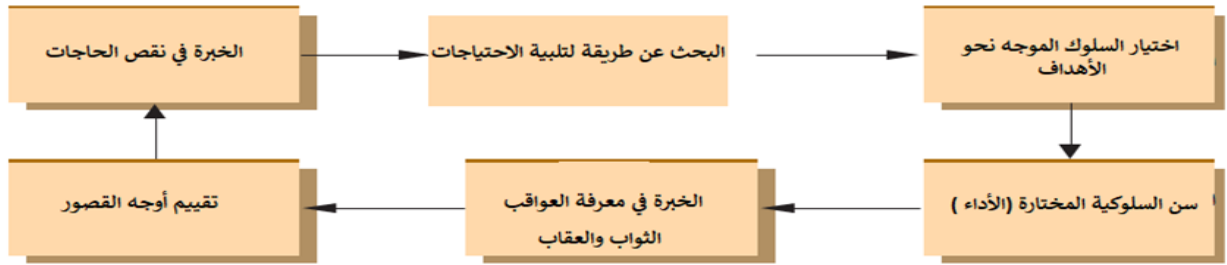 الخبرة في نقص الحاجات
البحث عن طريقة لتلبية الاحتياجات
اختيار السلوك الموجه نحو
الأهداف
سن السلوكية المختارة (الأداء )
الخبرة في معرفة العواقب
الثواب والعقاب
تقييم أوجه القصور